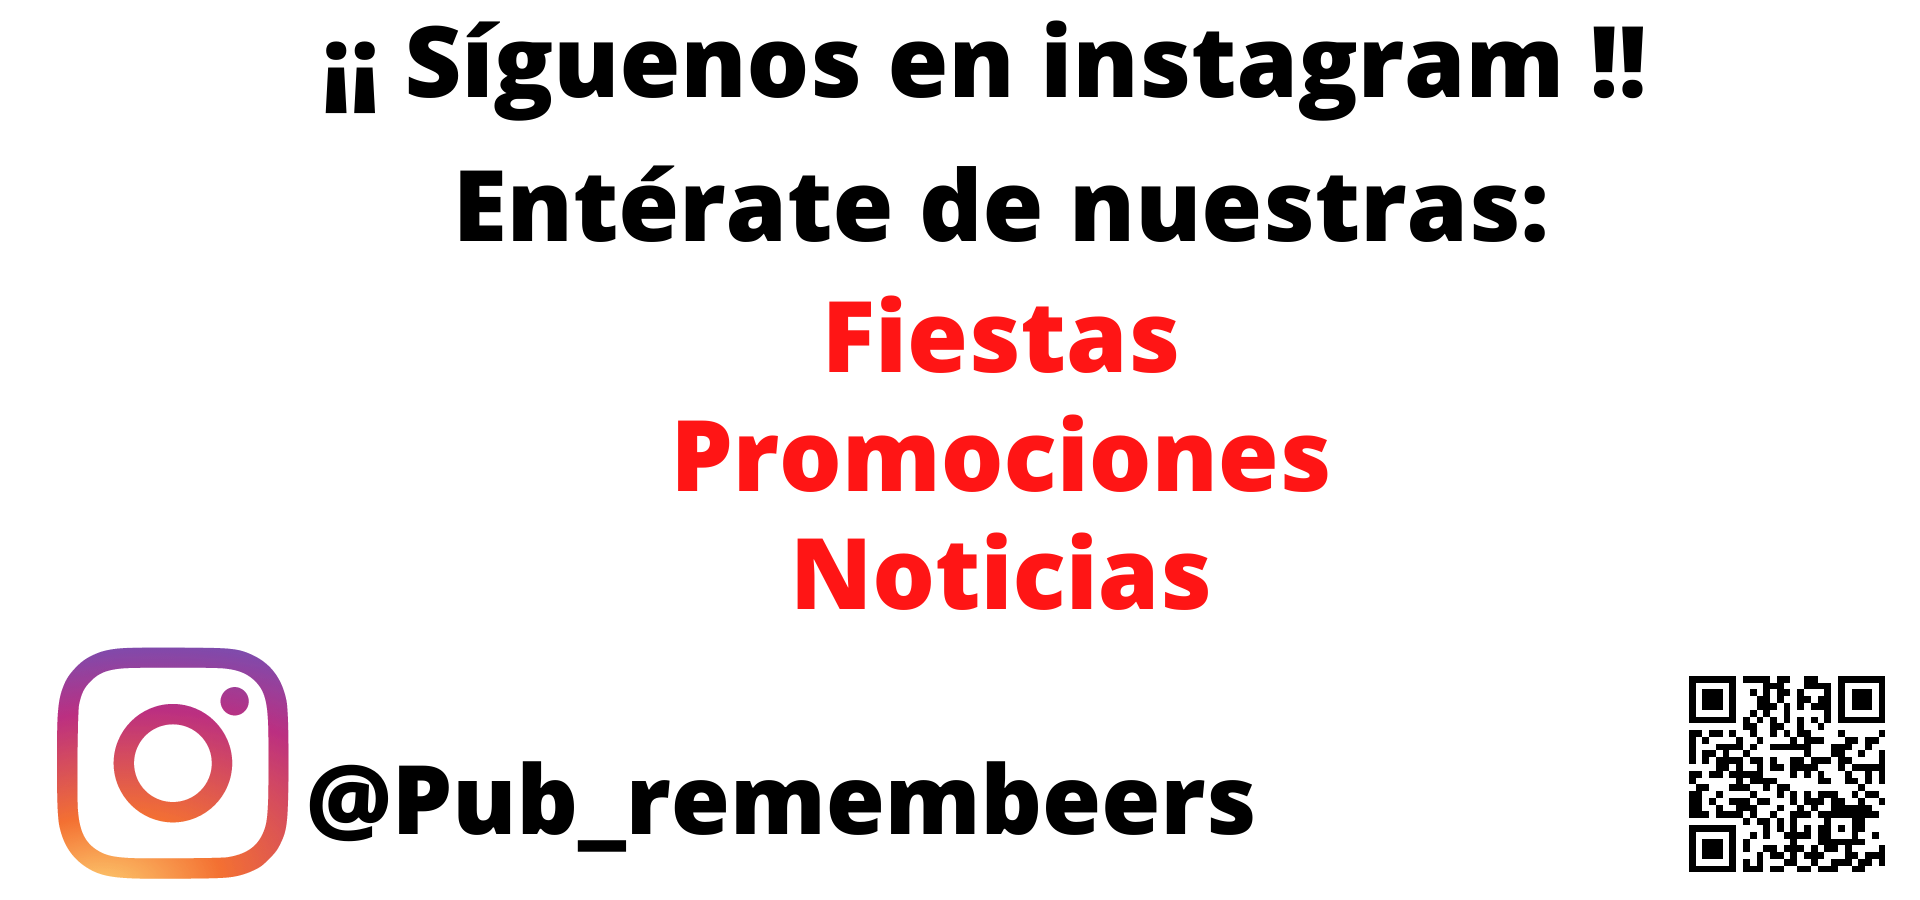 ¡¡ Síguenos en instagram !!
Entérate de nuestras:
Fiestas
Promociones
Noticias
@Pub_remembeers